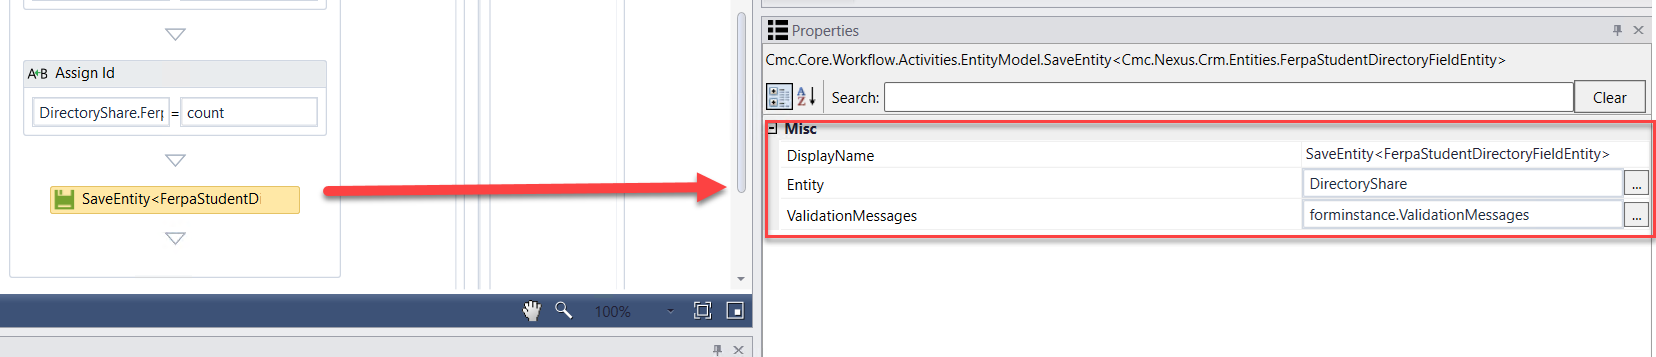 Assign Id
DirectoryShare.Ferp = count
SaveEntity<FerpaStudentD
100%
Properties
Cmc.Core.Workflow.Activities.EntityModel.SaveEntity<Cmc.Nexus.Crm.Entities.FerpaStudentDirectoryFieldEntity>
Search: Clear
Misc
DisplayName SaveEntity<FerpaStudentDirectoryFieldEntity>
Entity DirectoryShare ...
ValidationMessages forminstance.ValidationMessages ...